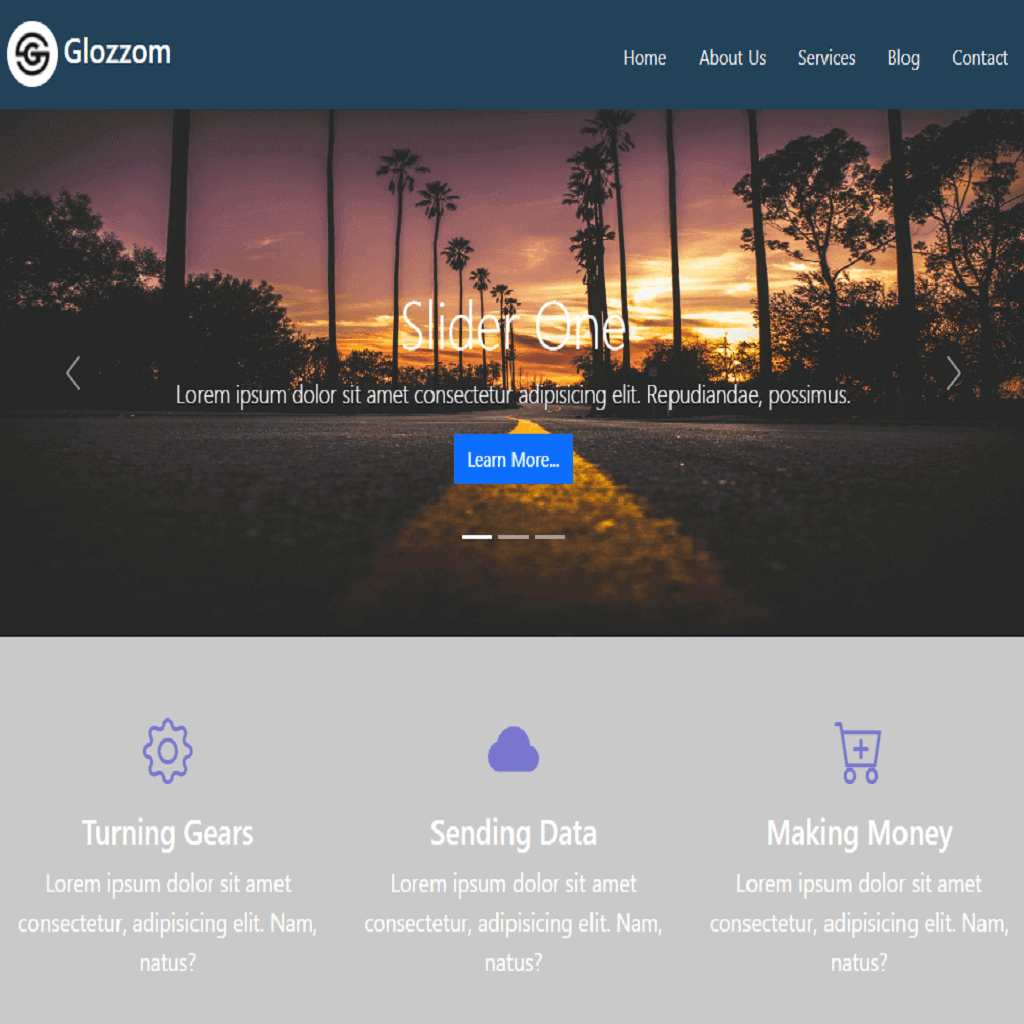 Glozzom
Home About Us Services Blog Contact
Slider One
Lorem ipsum dolor sit amet consectetur adipisicing elit. Repudiandae, possimus.
Learn More...
Turning Gears
Lorem ipsum dolor sit amet
consectetur, adipisicing elit. Nam,
natus?
Sending Data
Lorem ipsum dolor sit amet
consectetur, adipisicing elit. Nam,
natus?
Making Money
Lorem ipsum dolor sit amet
consectetur, adipisicing elit. Nam,
natus?